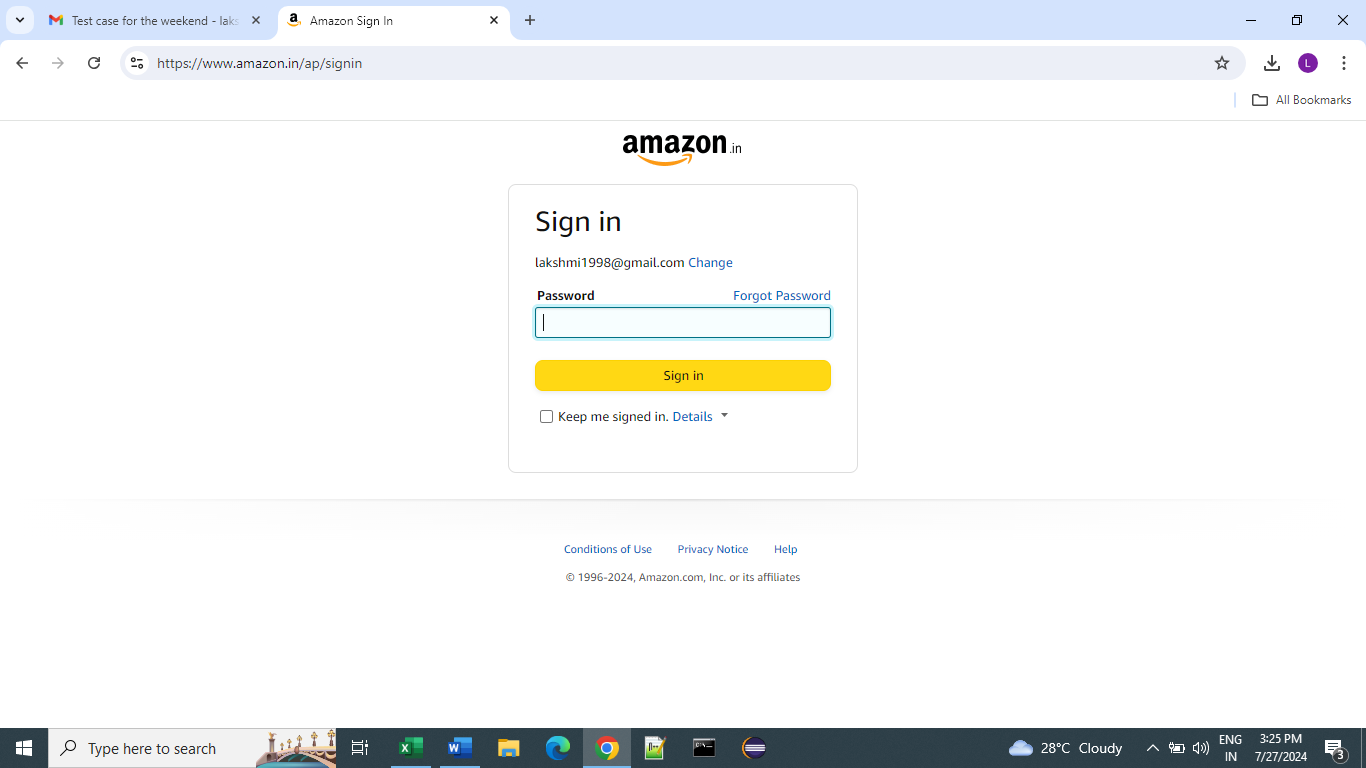 Test case for the weekend - laks
Amazon Sign In
https://www.amazon.in/ap/signin
L
All Bookmarks
amazon.in
Sign in
lakshmi1998@gmail.com Change
Password Forgot Password
Sign in
Keep me signed in. Details
Conditions of Use Privacy Notice Help
© 1996-2024, Amazon.com, Inc. or its affiliates
Type here to search
28°C Cloudy
ENG
IN
3:25 PM
7/27/2024
3